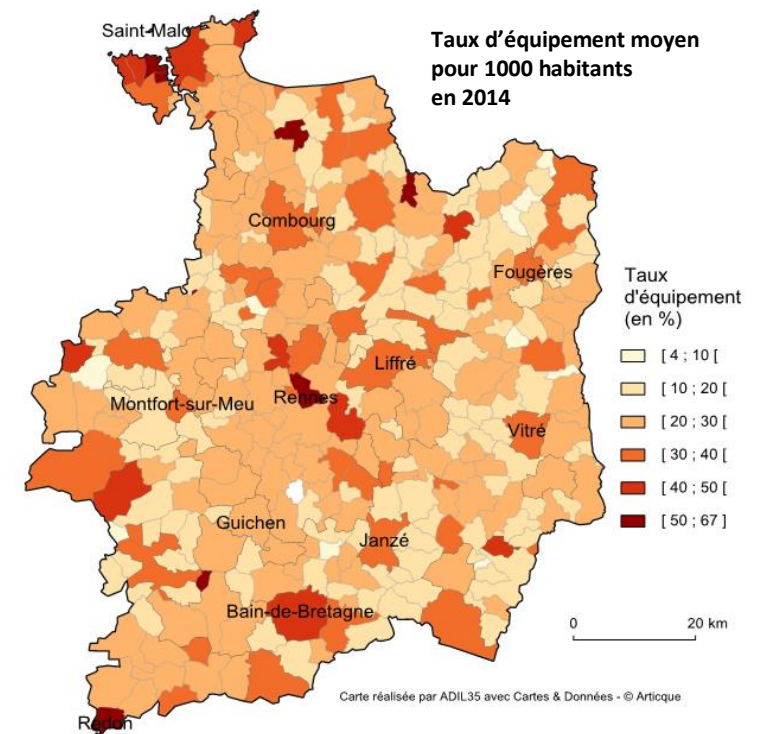 Saint-Malo
Taux d'équipement moyen
pour 1000 habitants
en 2014
Combourg
Fougères
Taux
d'équipement
(en %)
[ 4 ; 10 [
[ 10 ; 20 [
[ 20 ; 30 [
[ 30 ; 40 [
[ 40 ; 50 [
[ 50 ; 67 ]
Liffré
Montfort-sur-Meu
Rennes
Vitré
Guichen
Janzé
Bain-de-Bretagne
0 20 km
Carte réalisée par ADIL35 avec Cartes & Données - © Articque
Redon